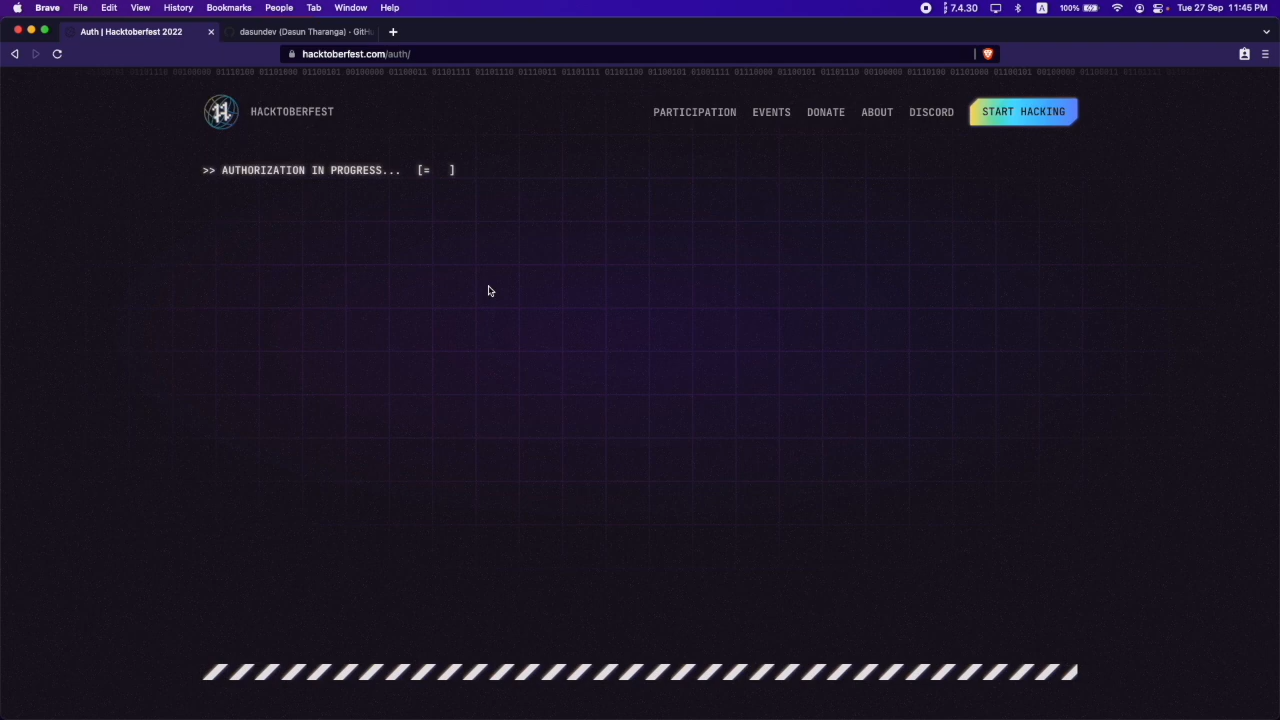 Brave File Edit View History Bookmarks People Tab Window Help 7.4.30 A 100% Tue 27 Sep 11:45 PM
Auth | Hacktoberfest 2022 dasundev (Dasun Tharanga) · GitH
hacktoberfest.com/auth/
HACKTOBERFEST PARTICIPATION EVENTS DONATE ABOUT DISCORD START HACKING
>> AUTHORIZATION IN PROGRESS... [= ]